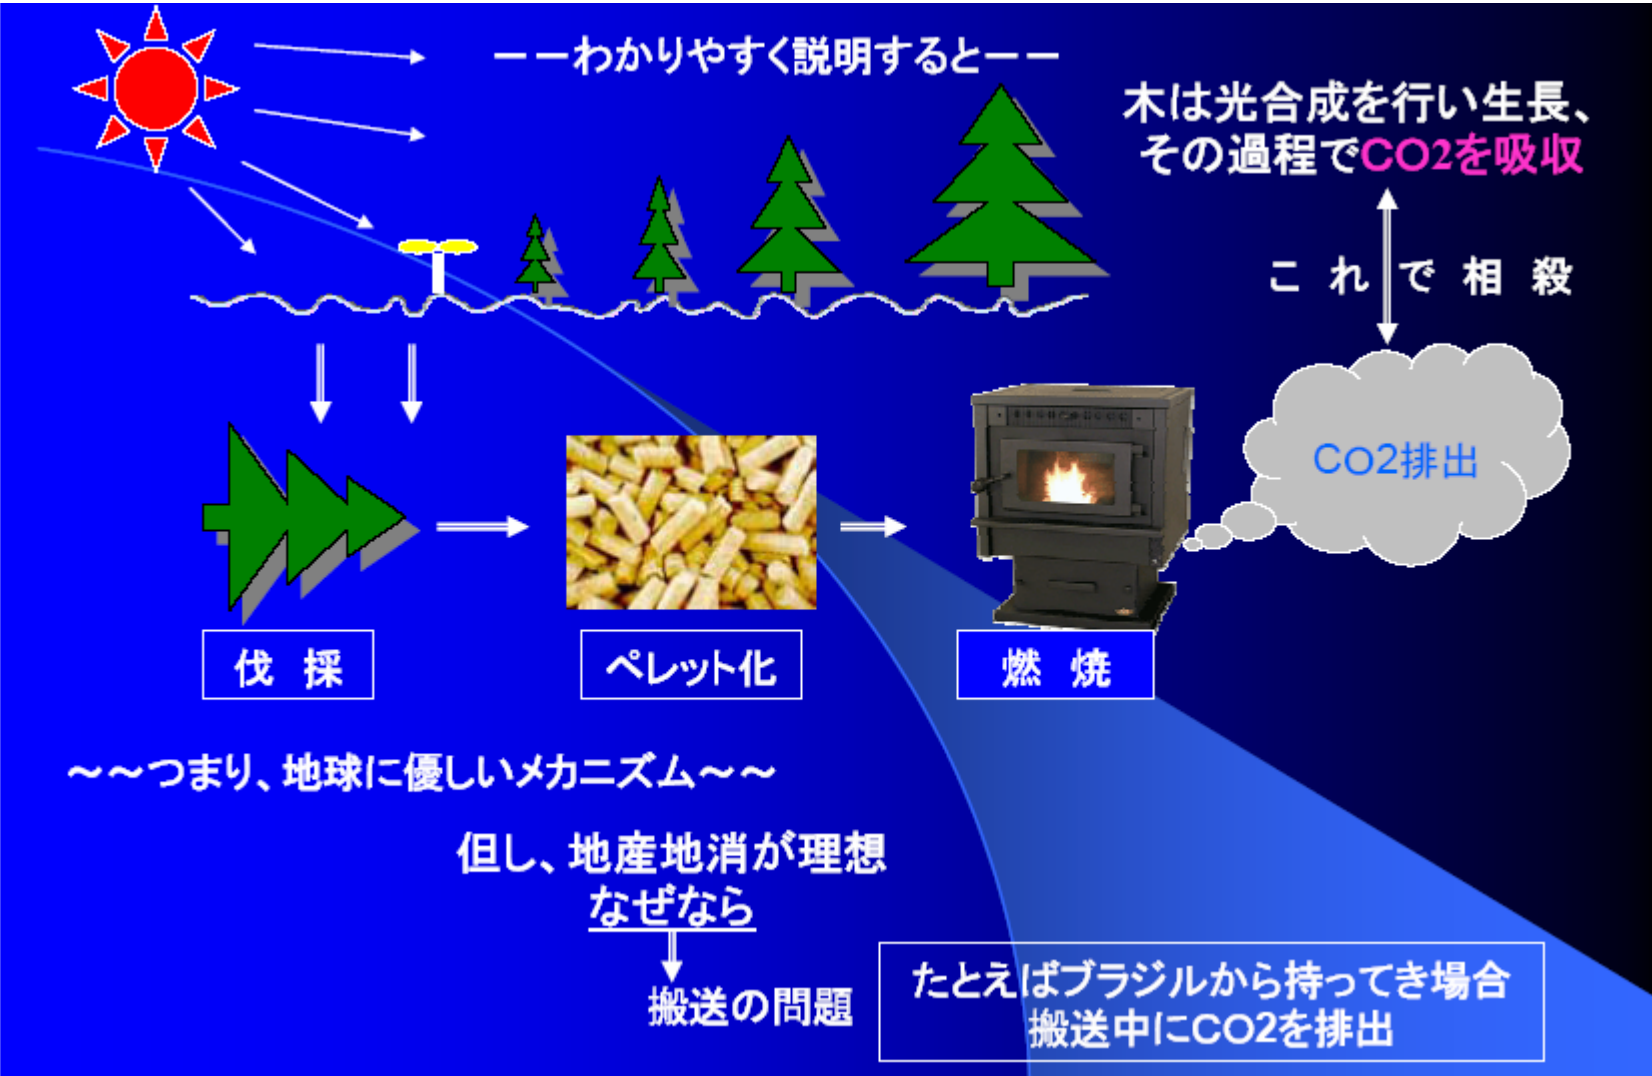 ーーわかりやすく説明するとーー
木は光合成を行い生長、
その過程でCO2を吸収
これで相殺
CO2排出
伐　採
ペレット化
燃　焼
～～つまり、地球に優しいメカニズム～～
但し、地産地消が理想
なぜなら
搬送の問題
たとえばブラジルから持ってき場合
搬送中にCO2を排出